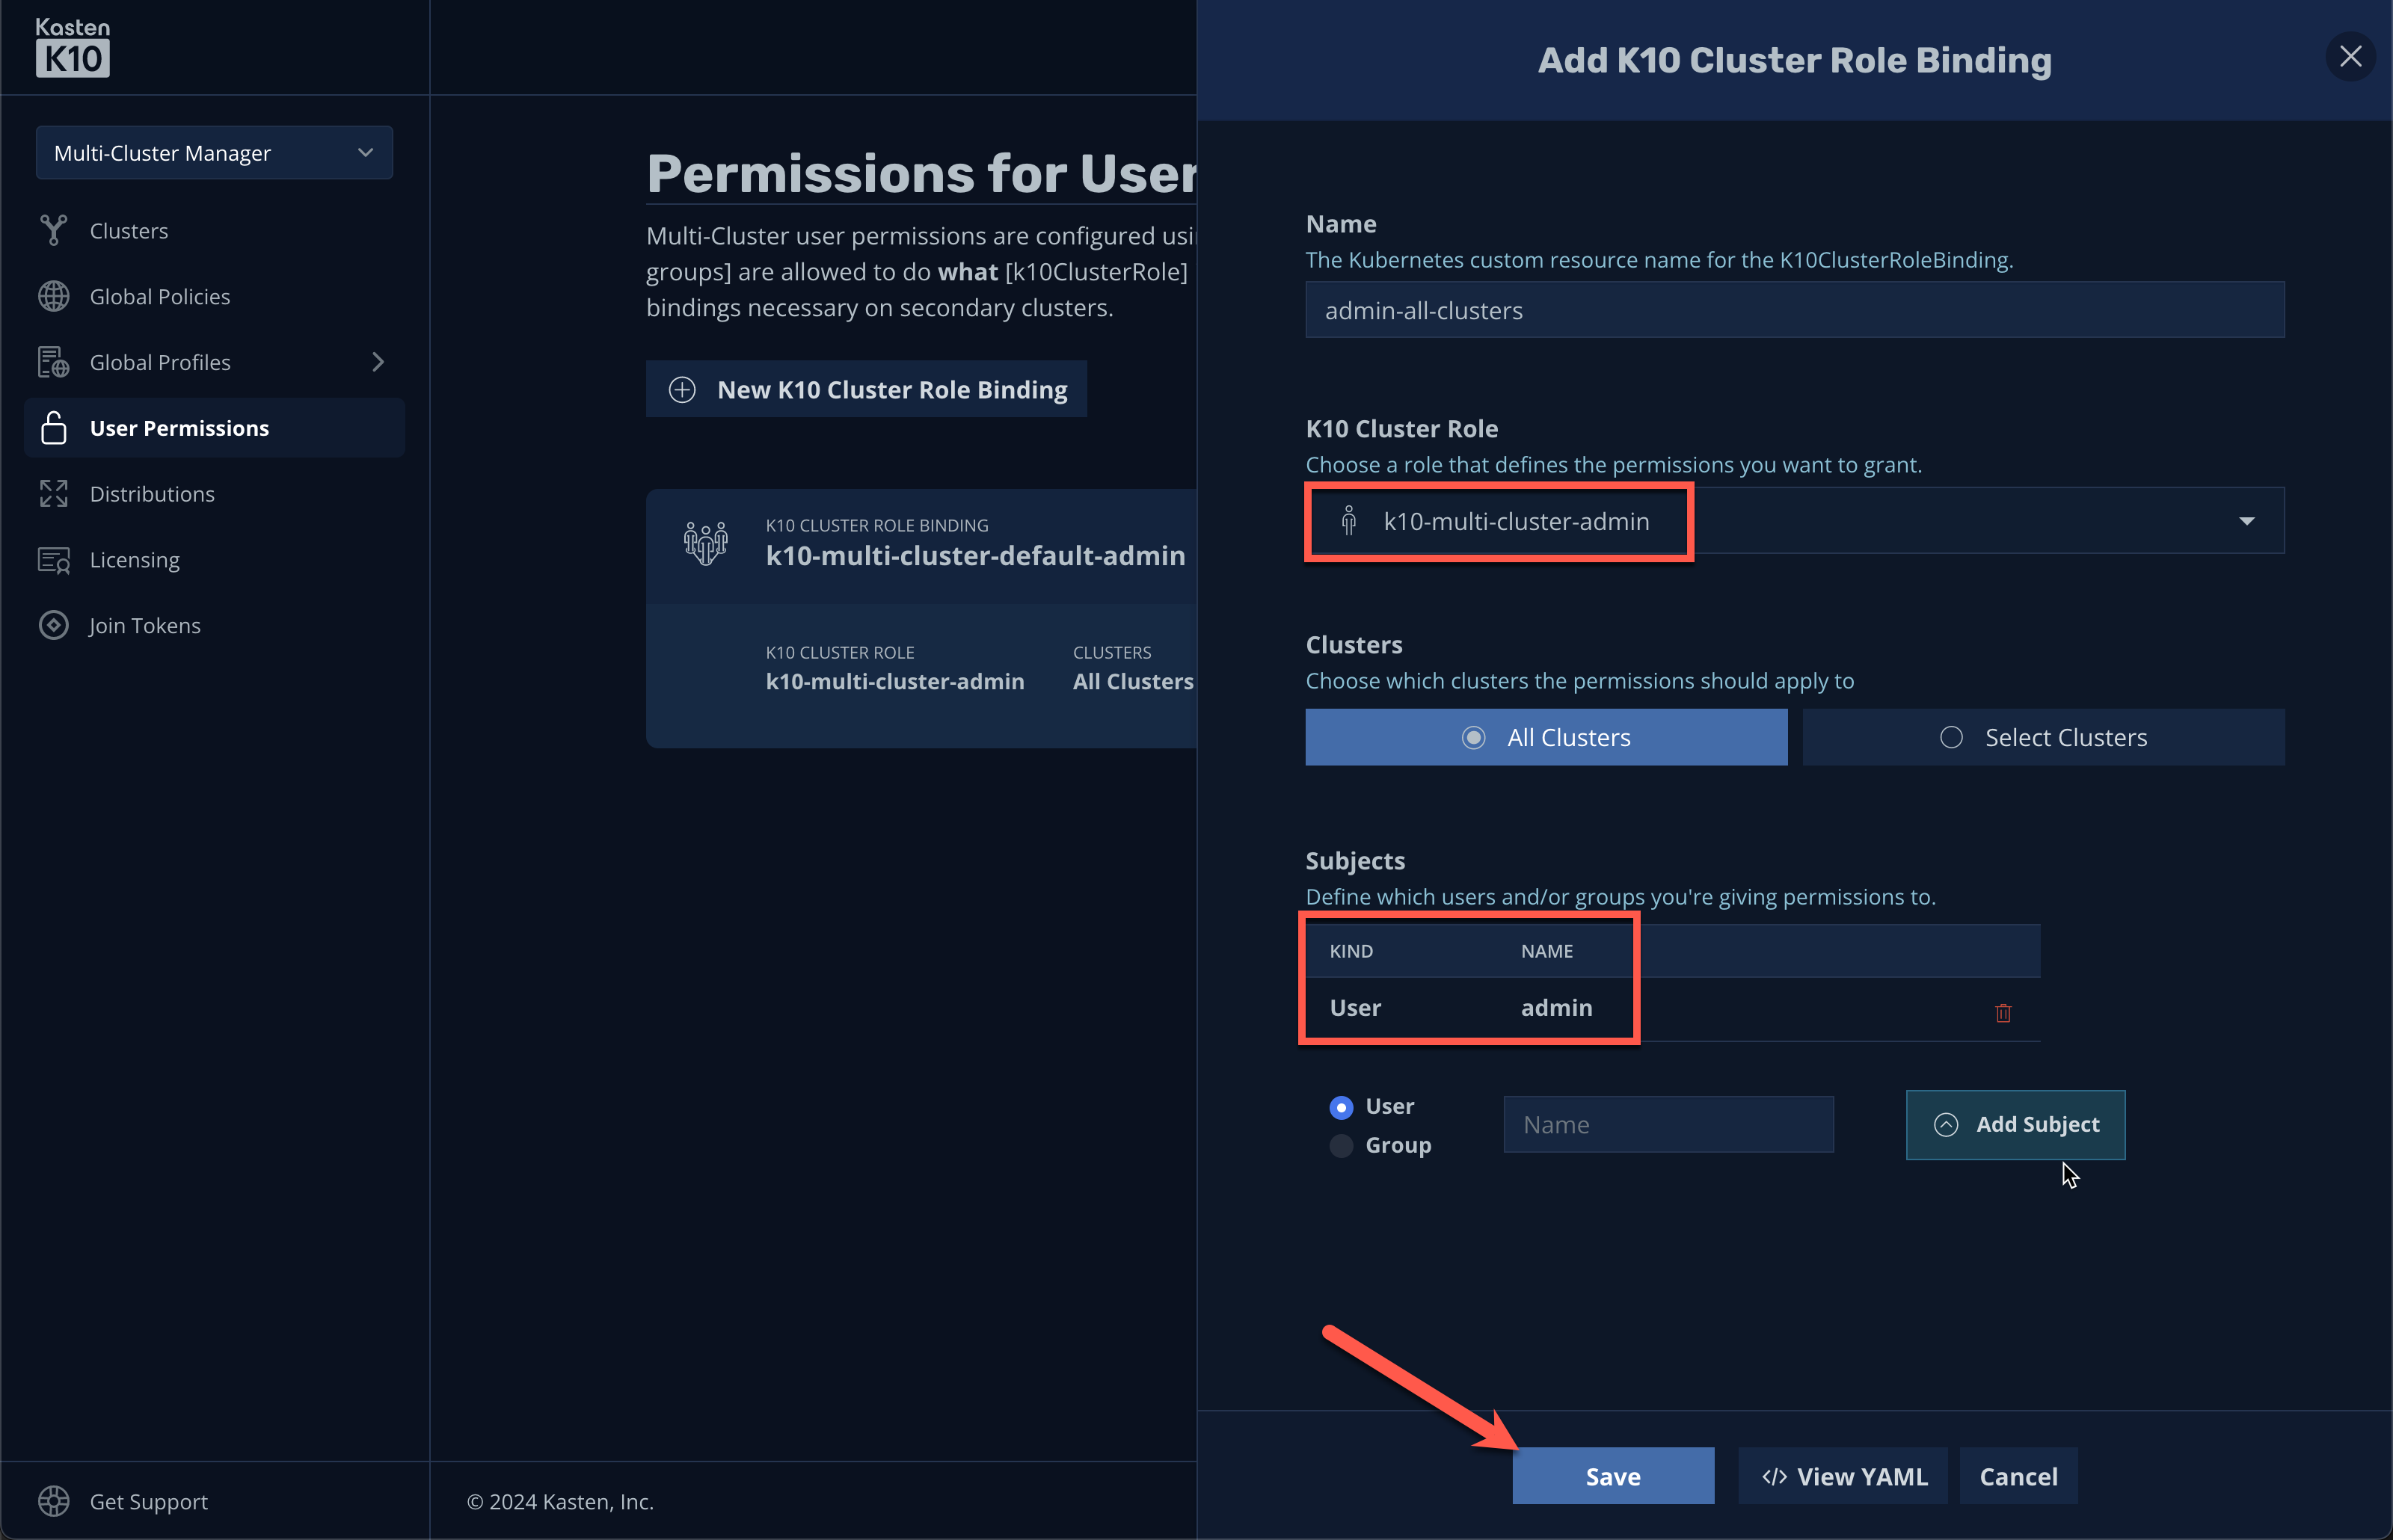 Kasten
K10
Multi-Cluster Manager
Clusters
Global Policies
Global Profiles
User Permissions
Distributions
Licensing
Join Tokens
Get Support
Permissions for User
Multi-Cluster user permissions are configured usi
groups] are allowed to do what [k10ClusterRole]
bindings necessary on secondary clusters.
New K10 Cluster Role Binding
K10 CLUSTER ROLE BINDING
k10-multi-cluster-default-admin
K10 CLUSTER ROLE
k10-multi-cluster-admin
CLUSTERS
All Clusters
© 2024 Kasten, Inc.
Add K10 Cluster Role Binding
Name
The Kubernetes custom resource name for the K10ClusterRoleBinding.
admin-all-clusters
K10 Cluster Role
Choose a role that defines the permissions you want to grant.
k10-multi-cluster-admin
Clusters
Choose which clusters the permissions should apply to
All Clusters
Select Clusters
Subjects
Define which users and/or groups you're giving permissions to.
KIND NAME
User admin
User
Group
Name
Add Subject
Save
</> View YAML
Cancel